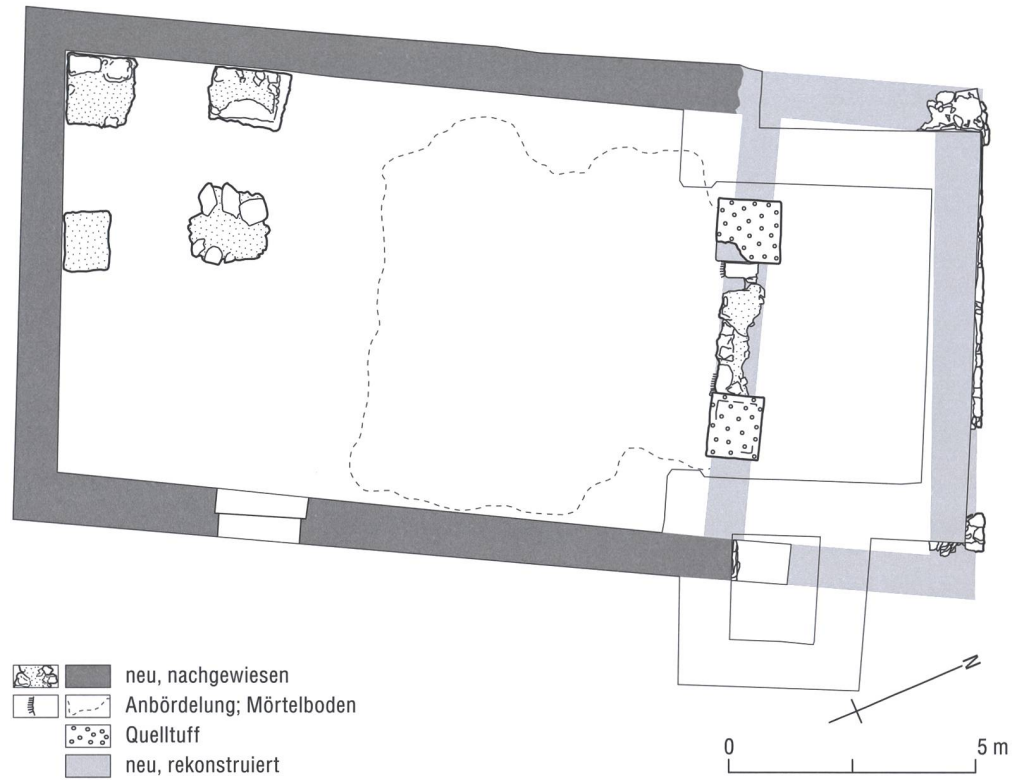 neu, nachgewiesen
Anbördelung; Mörtelboden
Quelltuff
neu, rekonstruiert
N
0 5 m